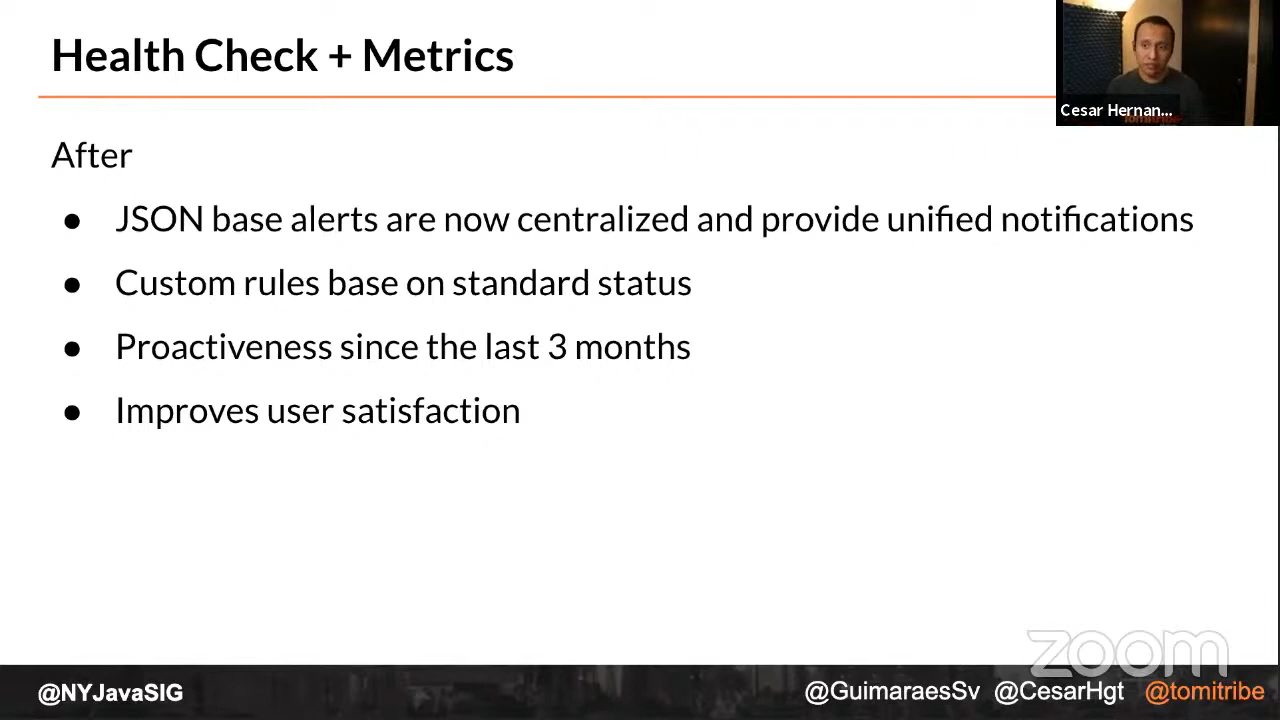 Health Check + Metrics
Cesar Hernan...
After
● JSON base alerts are now centralized and provide unified notifications
● Custom rules base on standard status
● Proactiveness since the last 3 months
● Improves user satisfaction
zoom
@NYJavaSIG
@GuimaraesSv @CesarHgt @tomitribe